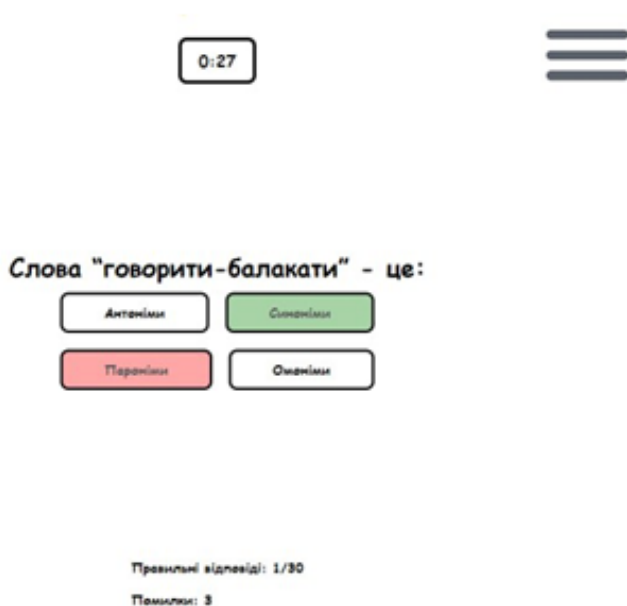 0:27
Слова “говорити-балакати” - це:
Антоніми
Синоніми
Пароніми
Омоніми
Правильні відповіді: 1/30
Помилки: 3